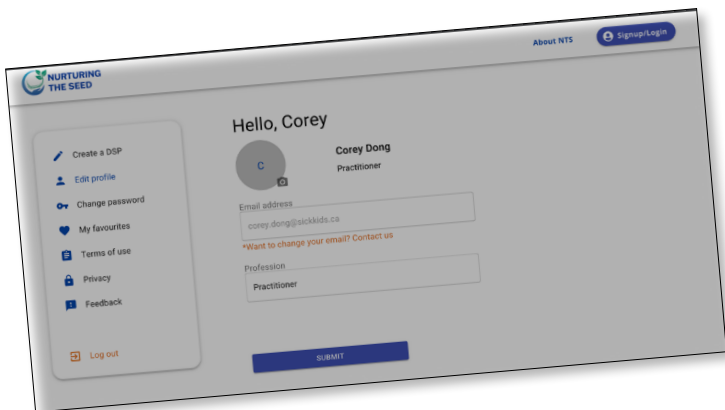 NURTURING
THE SEED
About NTS
Signup/Login
Create a DSP
Edit profile
Change password
My favourites
Terms of use
Privacy
Feedback
Log out
Hello, Corey
C
Corey Dong
Practitioner
Email address
corey.dong@sickkids.ca
*Want to change your email? Contact us
Profession
Practitioner
SUBMIT